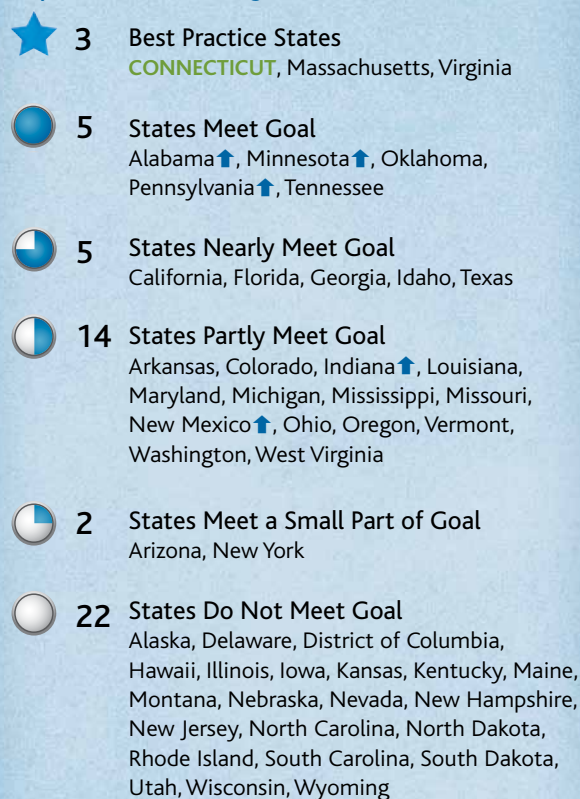 3 Best Practice States
CONNECTICUT, Massachusetts, Virginia
5 States Meet Goal
Alabama⬆, Minnesota⬆, Oklahoma,
Pennsylvania⬆, Tennessee
5 States Nearly Meet Goal
California, Florida, Georgia, Idaho, Texas
14 States Partly Meet Goal
Arkansas, Colorado, Indiana⬆, Louisiana,
Maryland, Michigan, Mississippi, Missouri,
New Mexico⬆, Ohio, Oregon, Vermont,
Washington, West Virginia
2 States Meet a Small Part of Goal
Arizona, New York
22 States Do Not Meet Goal
Alaska, Delaware, District of Columbia,
Hawaii, Illinois, Iowa, Kansas, Kentucky, Maine,
Montana, Nebraska, Nevada, New Hampshire,
New Jersey, North Carolina, North Dakota,
Rhode Island, South Carolina, South Dakota,
Utah, Wisconsin, Wyoming